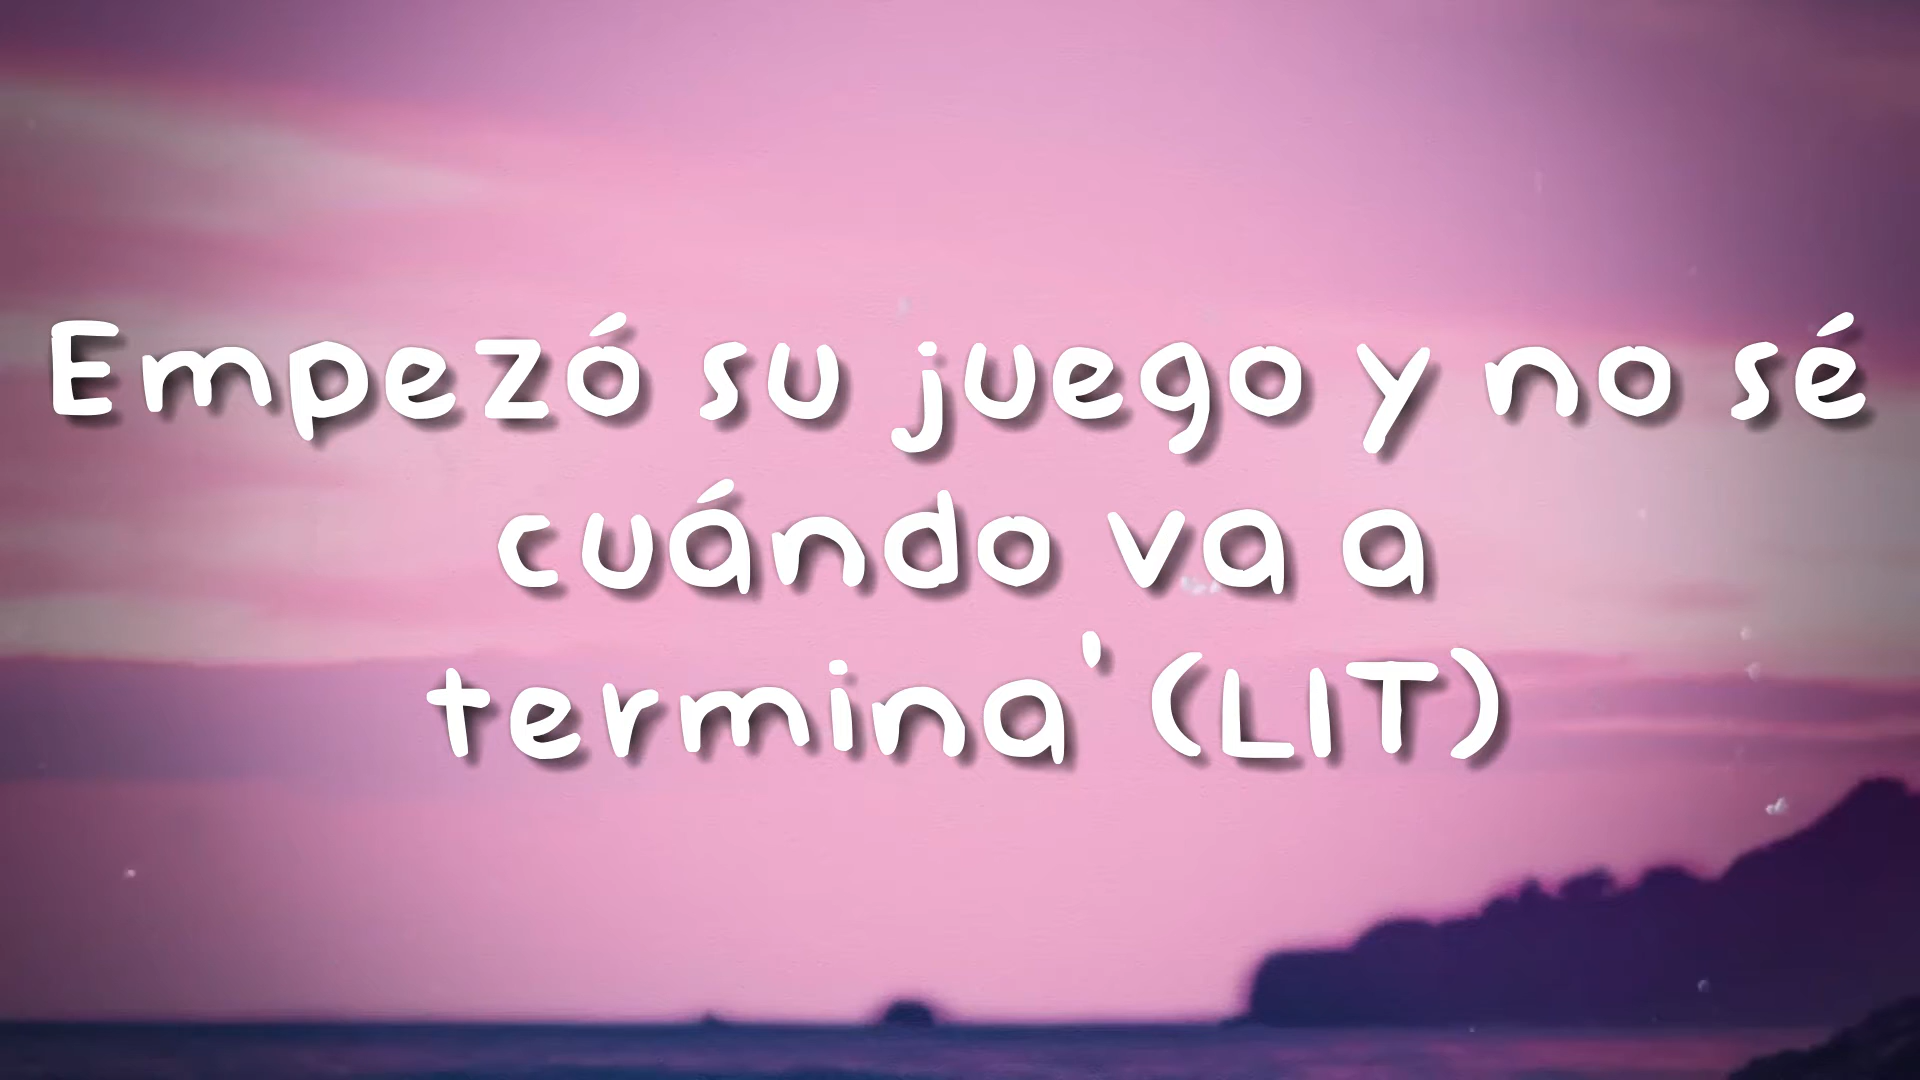 Empezó su juego y no sé
cuándo va a
termina' (LIT)